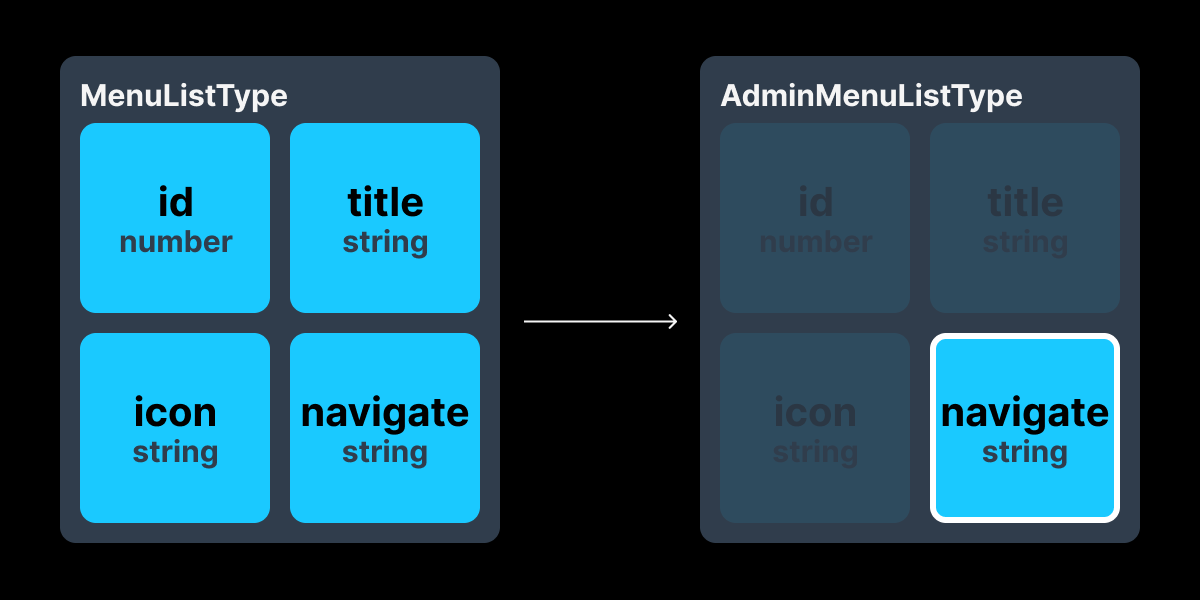 MenuListType
id
number
title
string
icon
string
navigate
string
AdminMenuListType
id
number
title
string
icon
string
navigate
string